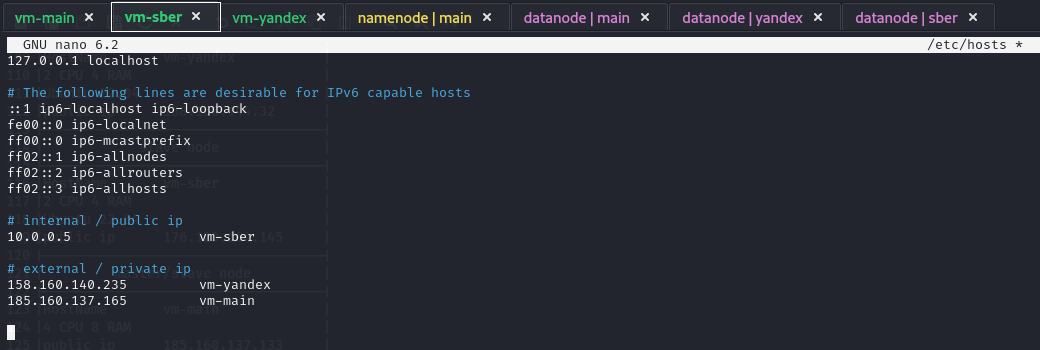 vm-main × vm-sber × vm-yandex × namenode | main × datanode | main × datanode | yandex × datanode | sber ×
GNU nano 6.2 /etc/hosts *
127.0.0.1 localhost
# The following lines are desirable for IPv6 capable hosts
::1 ip6-localhost ip6-loopback
fe00::0 ip6-localnet
ff00::0 ip6-mcastprefix
ff02::1 ip6-allnodes
ff02::2 ip6-allrouters
ff02::3 ip6-allhosts
# internal / public ip
10.0.0.5 vm-sber
# external / private ip
158.160.140.235 vm-yandex
185.160.137.165 vm-main